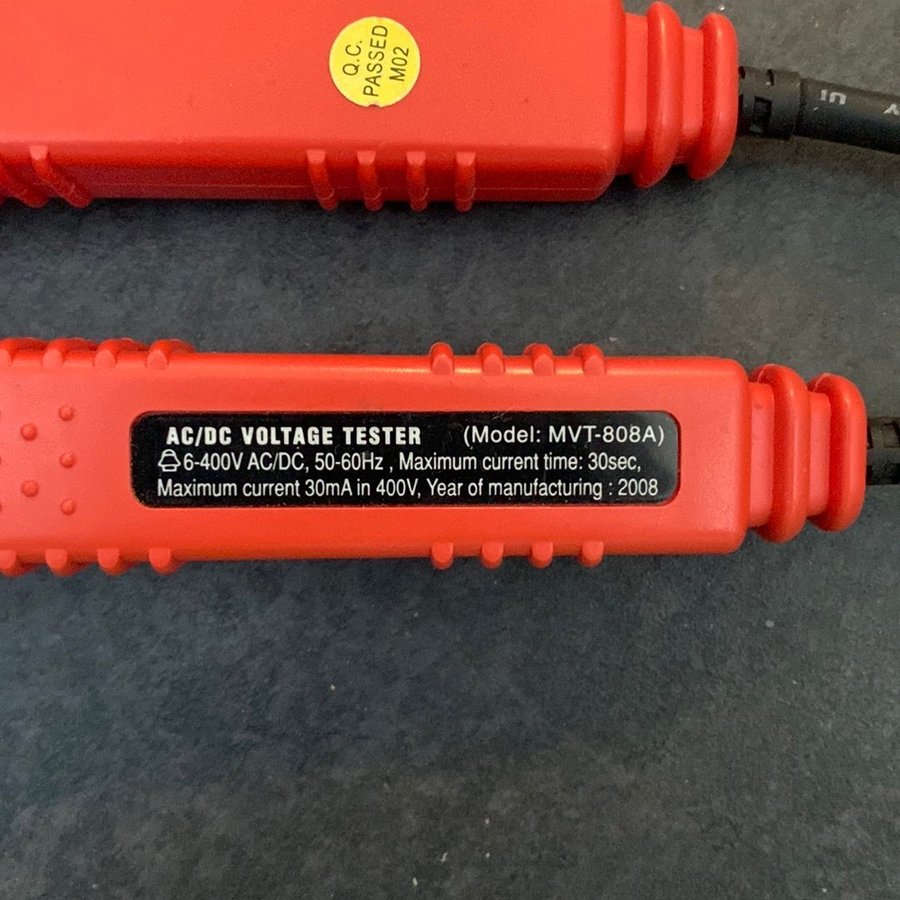 Q.C.
PASSED
M02
AC/DC VOLTAGE TESTER (Model: MVT-808A)
6-400V AC/DC, 50-60Hz , Maximum current time: 30sec,
Maximum current 30mA in 400V, Year of manufacturing : 2008